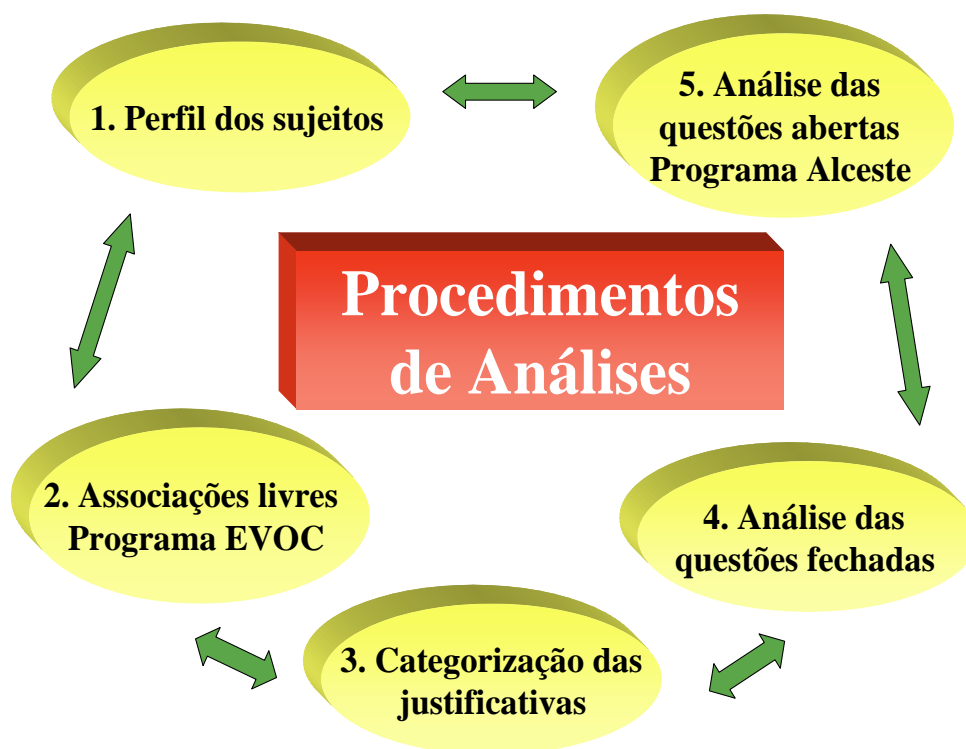 1. Perfil dos sujeitos
5. Análise das
questões abertas
Programa Alceste
Procedimentos
de Análises
2. Associações livres
Programa EVOC
4. Análise das
questões fechadas
3. Categorização das
justificativas